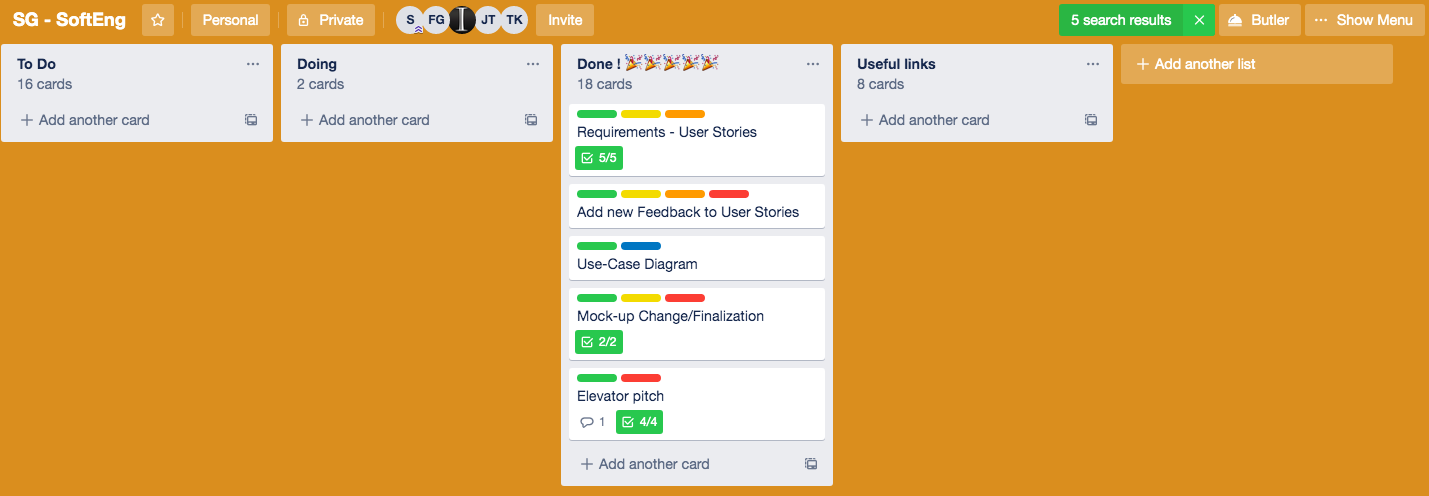 SG - SoftEng
Personal
Private
S FG JT TK
Invite
5 search results
Butler
Show Menu
To Do
16 cards
Add another card
Doing
2 cards
Add another card
Done ! 🎉🎉🎉🎉🎉
18 cards
Requirements - User Stories
5/5
Add new Feedback to User Stories
Use-Case Diagram
Mock-up Change/Finalization
2/2
Elevator pitch
1 4/4
Add another card
Useful links
8 cards
Add another card
Add another list